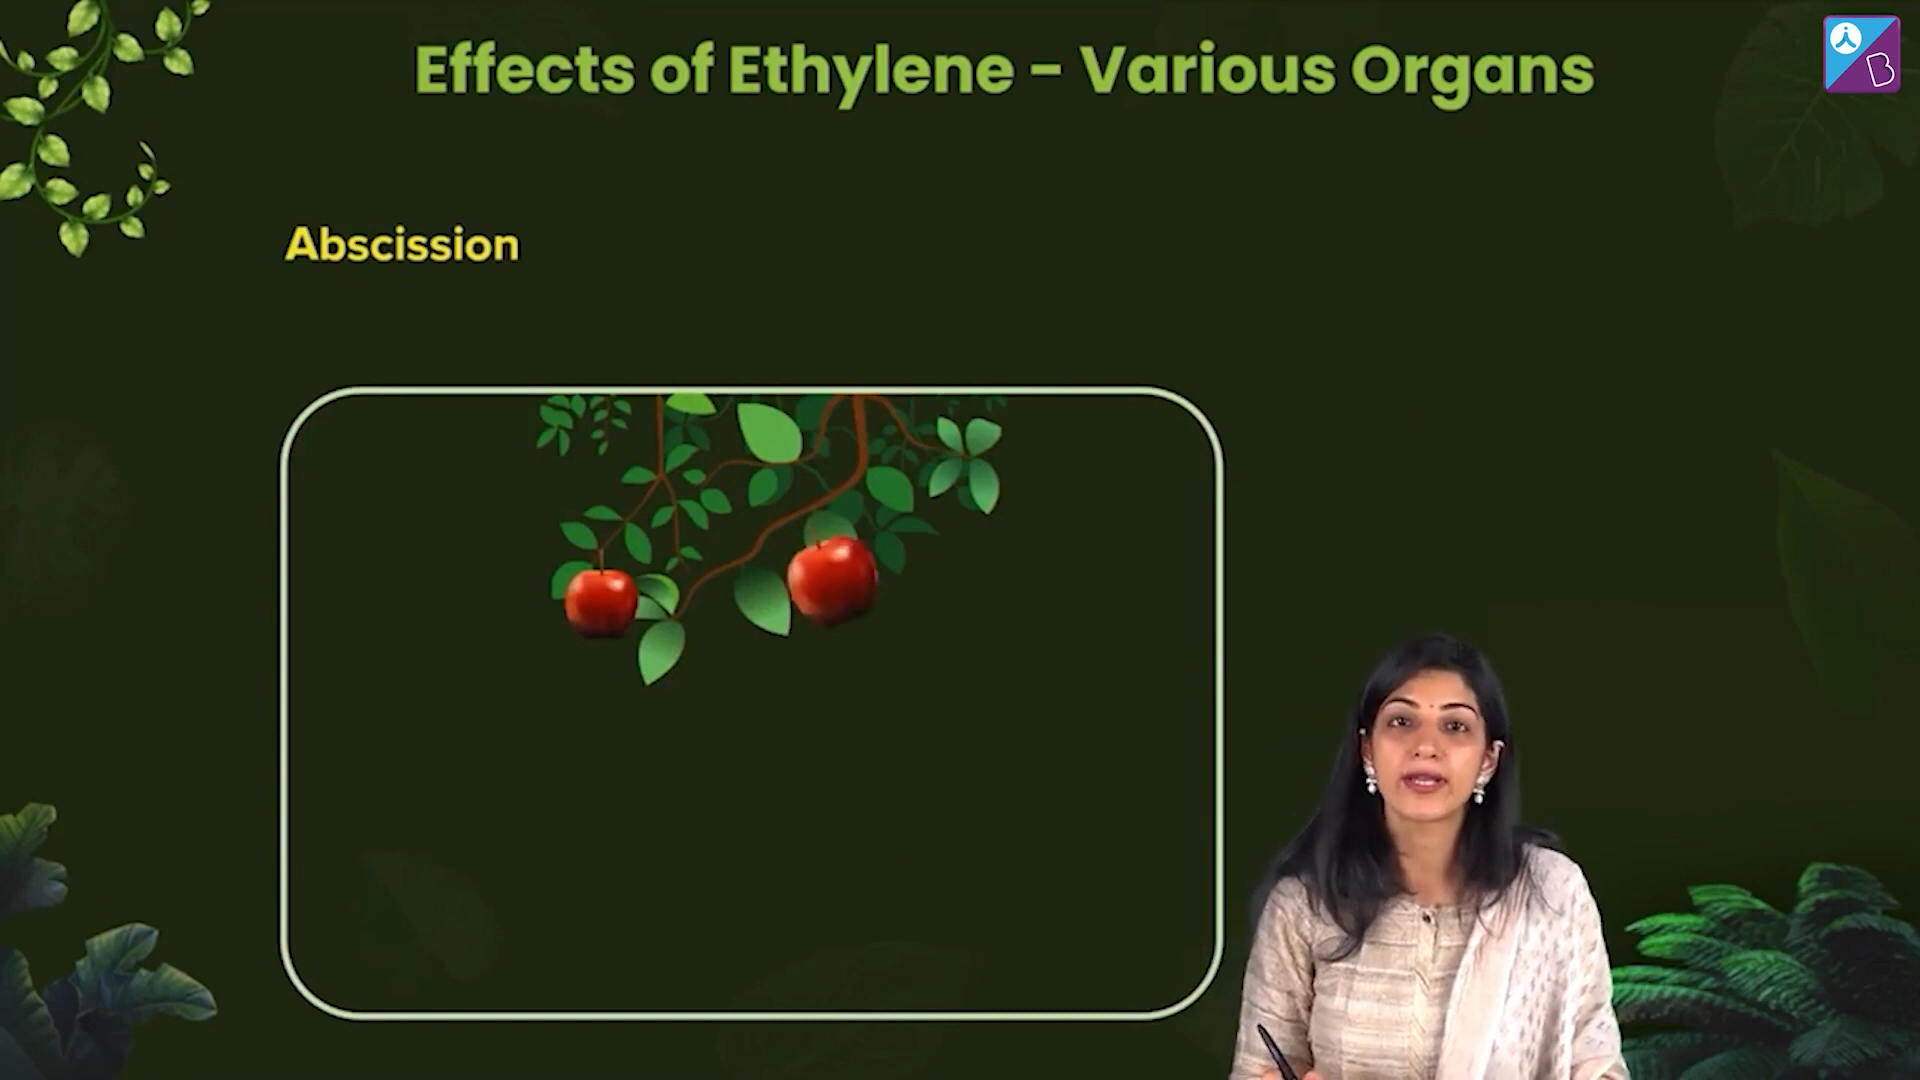 Effects of Ethylene - Various Organs
Abscission